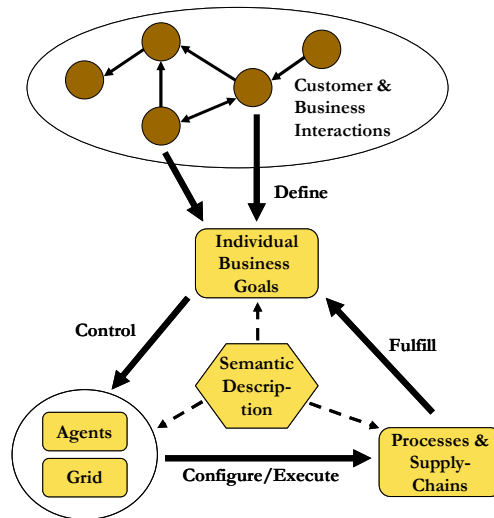 Customer &
Business
Interactions
Define
Individual
Business
Goals
Control
Fulfill
Semantic
Descrip-
tion
Agents
Grid
Configure/Execute
Processes &
Supply-
Chains